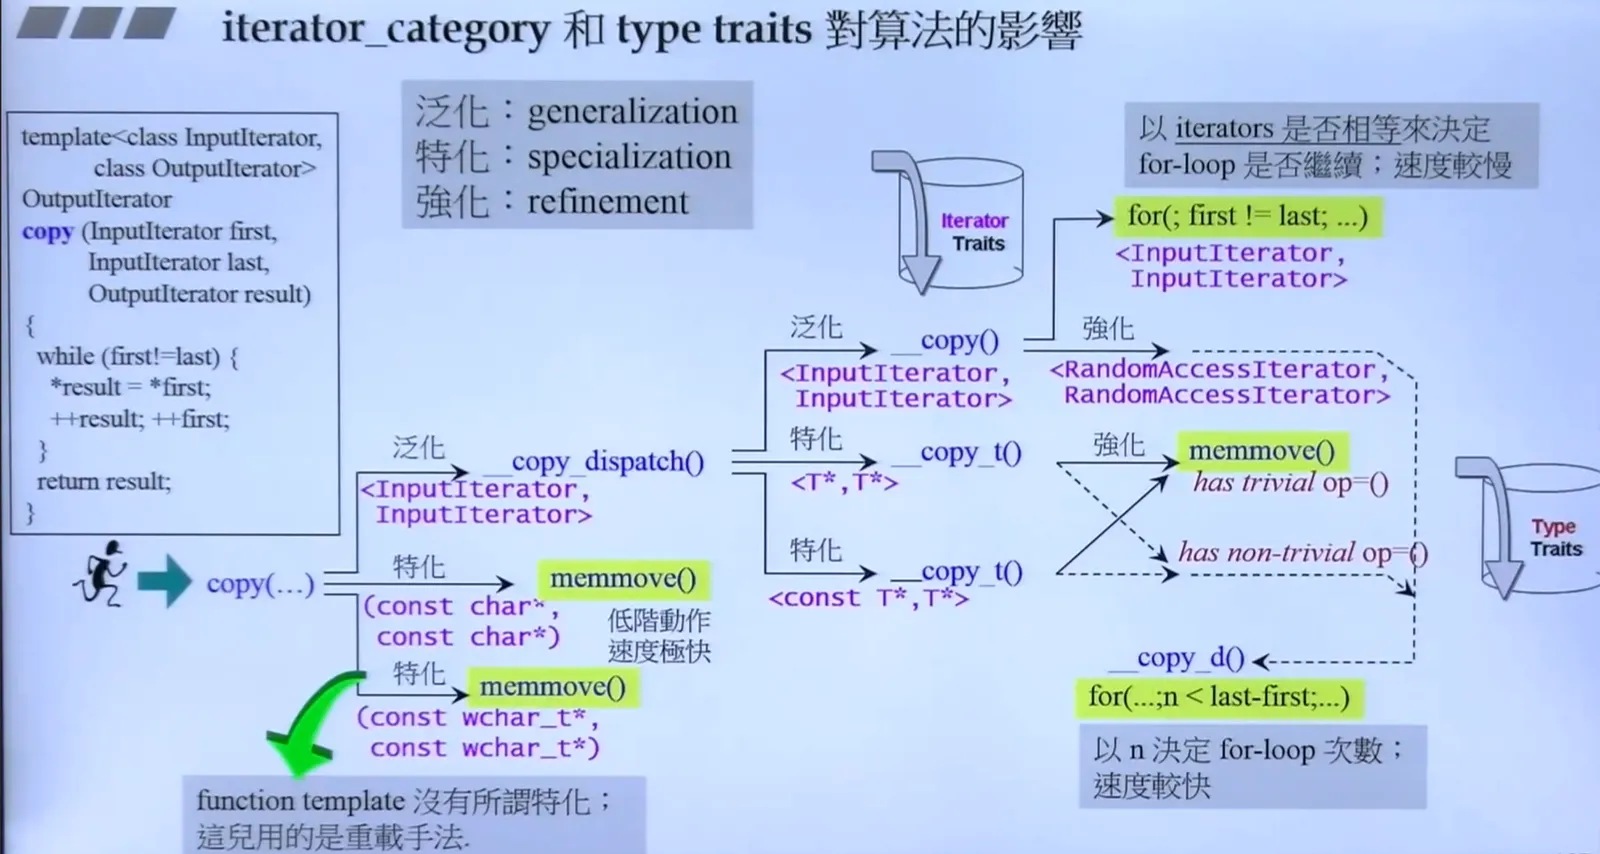 iterator_category 和 type traits 對算法的影響
泛化：generalization
特化：specialization
強化：refinement
template<class InputIterator,
class OutputIterator>
OutputIterator
copy (InputIterator first,
InputIterator last,
OutputIterator result)
{
while (first!=last) {
*result = *first;
++result; ++first;
}
return result;
}
copy(...)
泛化
__copy_dispatch()
<InputIterator,
InputIterator>
特化
memmove()
(const char*,
const char*)
低階動作
速度極快
特化
memmove()
(const wchar_t*,
const wchar_t*)
function template 沒有所謂特化；
這兒用的是重載手法.
Iterator
Traits
泛化
__copy()
<InputIterator,
InputIterator>
特化
__copy_t()
<T*,T*>
特化
__copy_t()
<const T*,T*>
以 iterators 是否相等來決定
for-loop 是否繼續；速度較慢
for(; first != last; ...)
<InputIterator,
InputIterator>
強化
<RandomAccessIterator,
RandomAccessIterator>
強化
memmove()
has trivial op=()
has non-trivial op=()
Type
Traits
__copy_d()
for(...;n < last-first;...)
以 n 決定 for-loop 次數；
速度較快